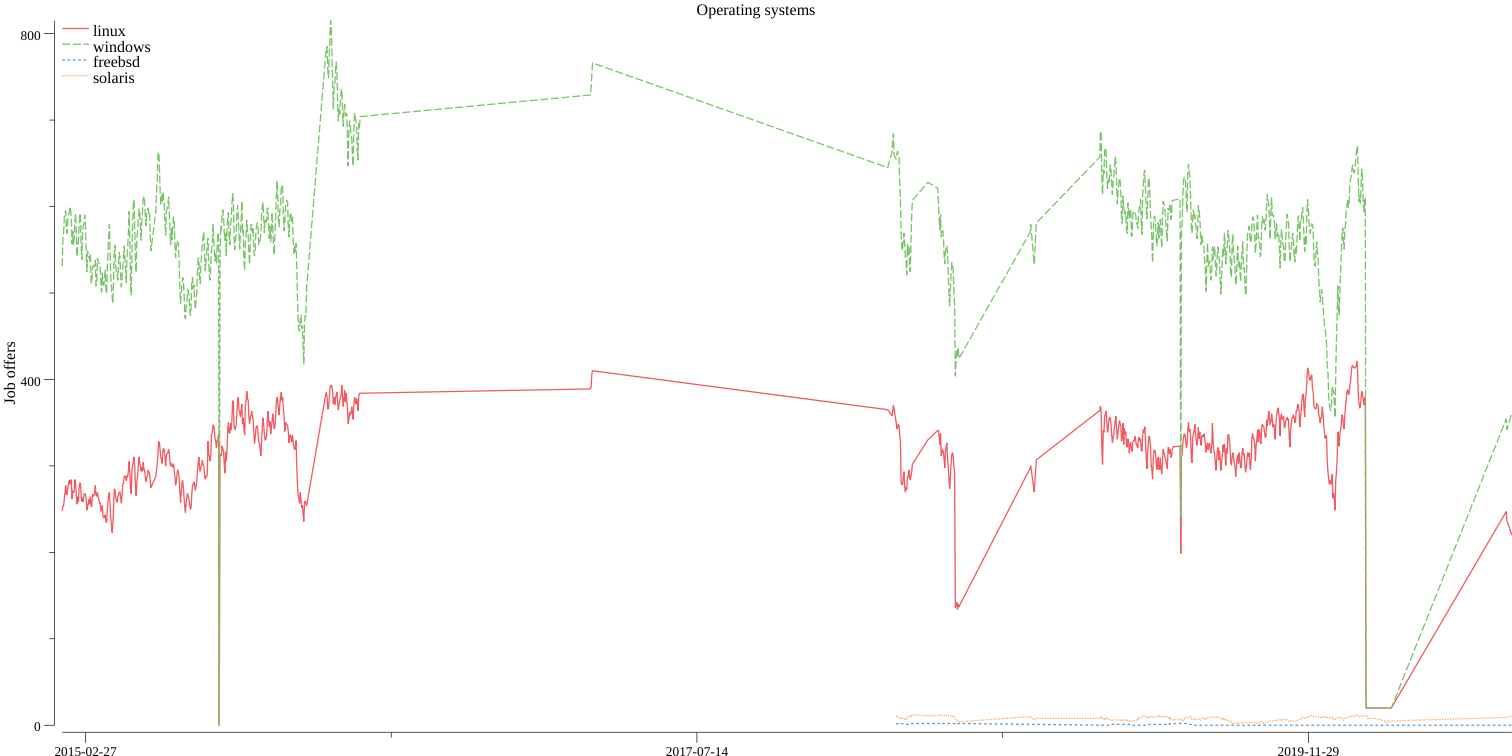 Operating systems
linux
windows
freebsd
solaris
800
400
0
Job offers
2015-02-27
2017-07-14
2019-11-29